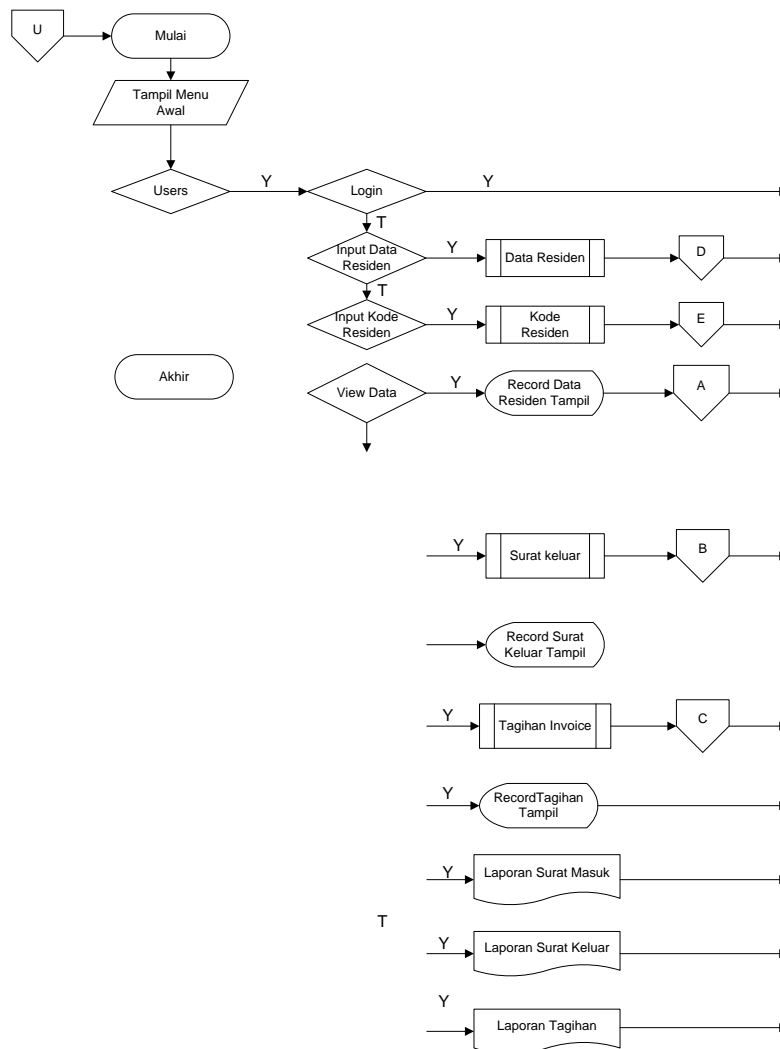 U
Mulai
Tampil Menu
Awal
Users
Y
Login
Y
T
Input Data
Residen
Y
Data Residen
D
T
Input Kode
Residen
Y
Kode
Residen
E
Akhir
View Data
Y
Record Data
Residen Tampil
A
Y
Surat keluar
B
Record Surat
Keluar Tampil
Y
Tagihan Invoice
C
Y
RecordTagihan
Tampil
Y
Laporan Surat Masuk
T
Y
Laporan Surat Keluar
Y
Laporan Tagihan